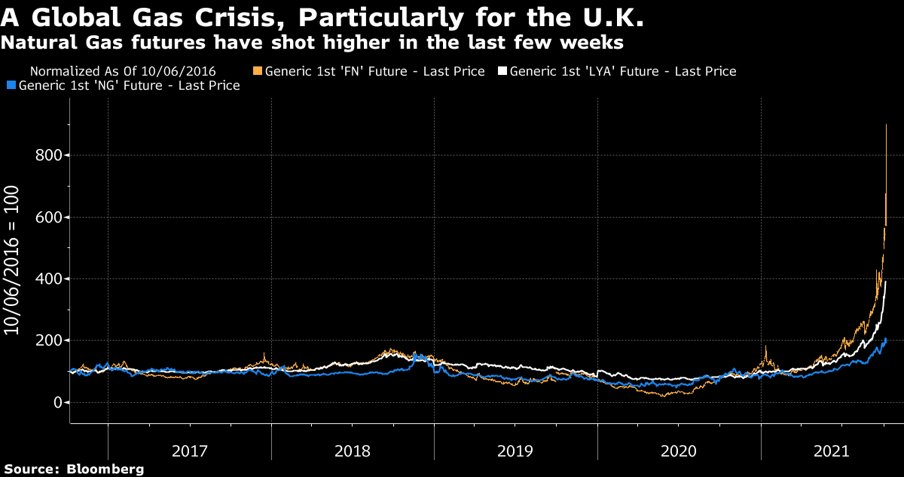 A Global Gas Crisis, Particularly for the U.K.
Natural Gas futures have shot higher in the last few weeks
Normalized As Of 10/06/2016 Generic 1st 'FN' Future - Last Price Generic 1st 'LYA' Future - Last Price
Generic 1st 'NG' Future - Last Price
10/06/2016 = 100
800
600
400
200
0
2017 2018 2019 2020 2021
Source: Bloomberg